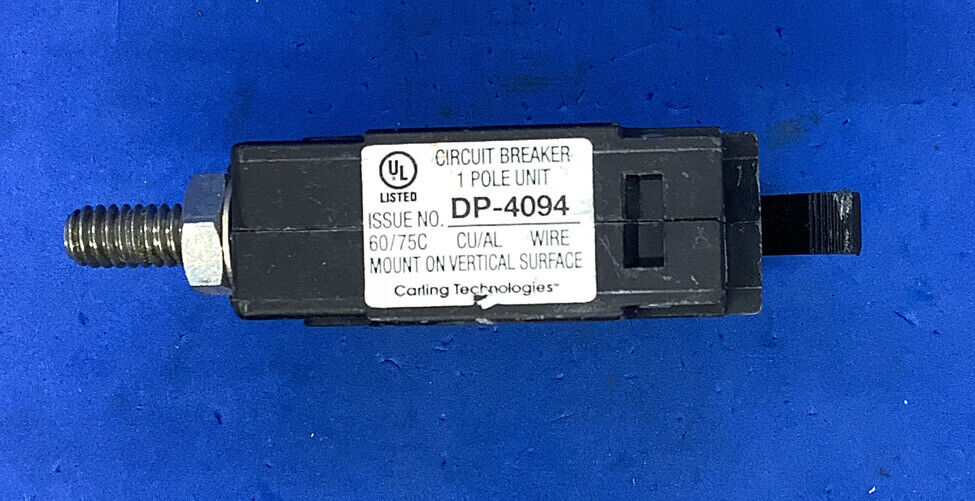 UL
LISTED
CIRCUIT BREAKER
1 POLE UNIT
ISSUE NO. DP-4094
60/75C CU/AL WIRE
MOUNT ON VERTICAL SURFACE
Carling Technologies™